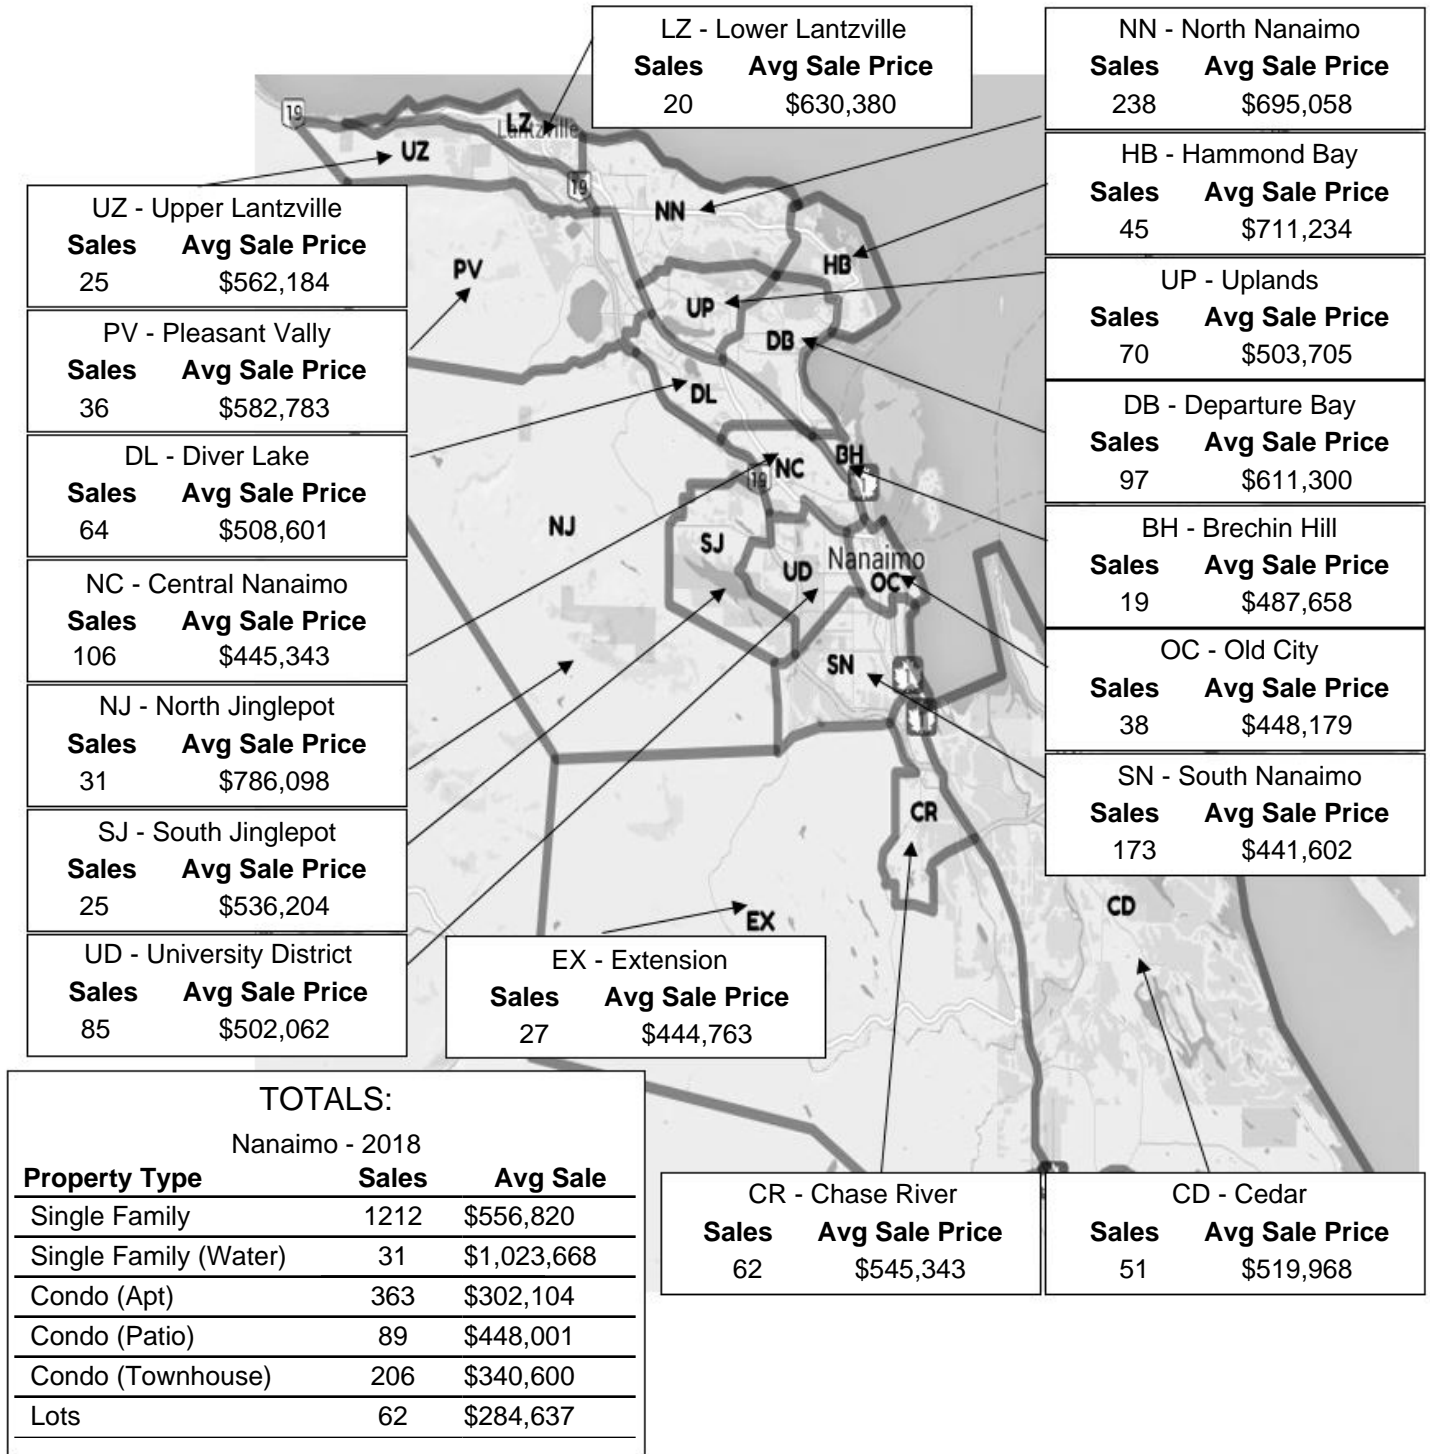 LZ - Lower Lantzville
Sales Avg Sale Price
20 $630,380
NN - North Nanaimo
Sales Avg Sale Price
238 $695,058
HB - Hammond Bay
Sales Avg Sale Price
45 $711,234
UP - Uplands
Sales Avg Sale Price
70 $503,705
DB - Departure Bay
Sales Avg Sale Price
97 $611,300
BH - Brechin Hill
Sales Avg Sale Price
19 $487,658
OC - Old City
Sales Avg Sale Price
38 $448,179
SN - South Nanaimo
Sales Avg Sale Price
173 $441,602
UZ - Upper Lantzville
Sales Avg Sale Price
25 $562,184
PV - Pleasant Vally
Sales Avg Sale Price
36 $582,783
DL - Diver Lake
Sales Avg Sale Price
64 $508,601
NC - Central Nanaimo
Sales Avg Sale Price
106 $445,343
NJ - North Jinglepot
Sales Avg Sale Price
31 $786,098
SJ - South Jinglepot
Sales Avg Sale Price
25 $536,204
UD - University District
Sales Avg Sale Price
85 $502,062
EX - Extension
Sales Avg Sale Price
27 $444,763
CR - Chase River
Sales Avg Sale Price
62 $545,343
CD - Cedar
Sales Avg Sale Price
51 $519,968
19
LZ
Lantzville
UZ
19
NN
PV
HB
UP
DB
DL
BH
NC
19
1
NJ
SJ
UD
Nanaimo
OC
SN
CR
EX
CD
TOTALS:
Nanaimo - 2018
Property Type Sales Avg Sale
Single Family 1212 $556,820
Single Family (Water) 31 $1,023,668
Condo (Apt) 363 $302,104
Condo (Patio) 89 $448,001
Condo (Townhouse) 206 $340,600
Lots 62 $284,637